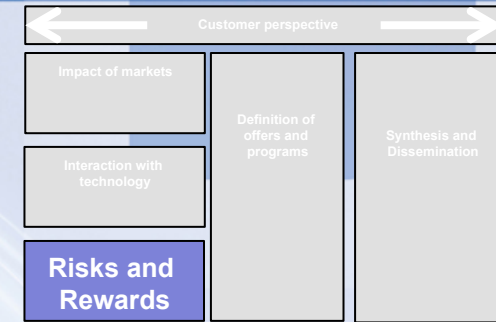 Customer perspective
Impact of markets
Definition of
offers and
programs
Synthesis and
Dissemination
Interaction with
technology
Risks and
Rewards